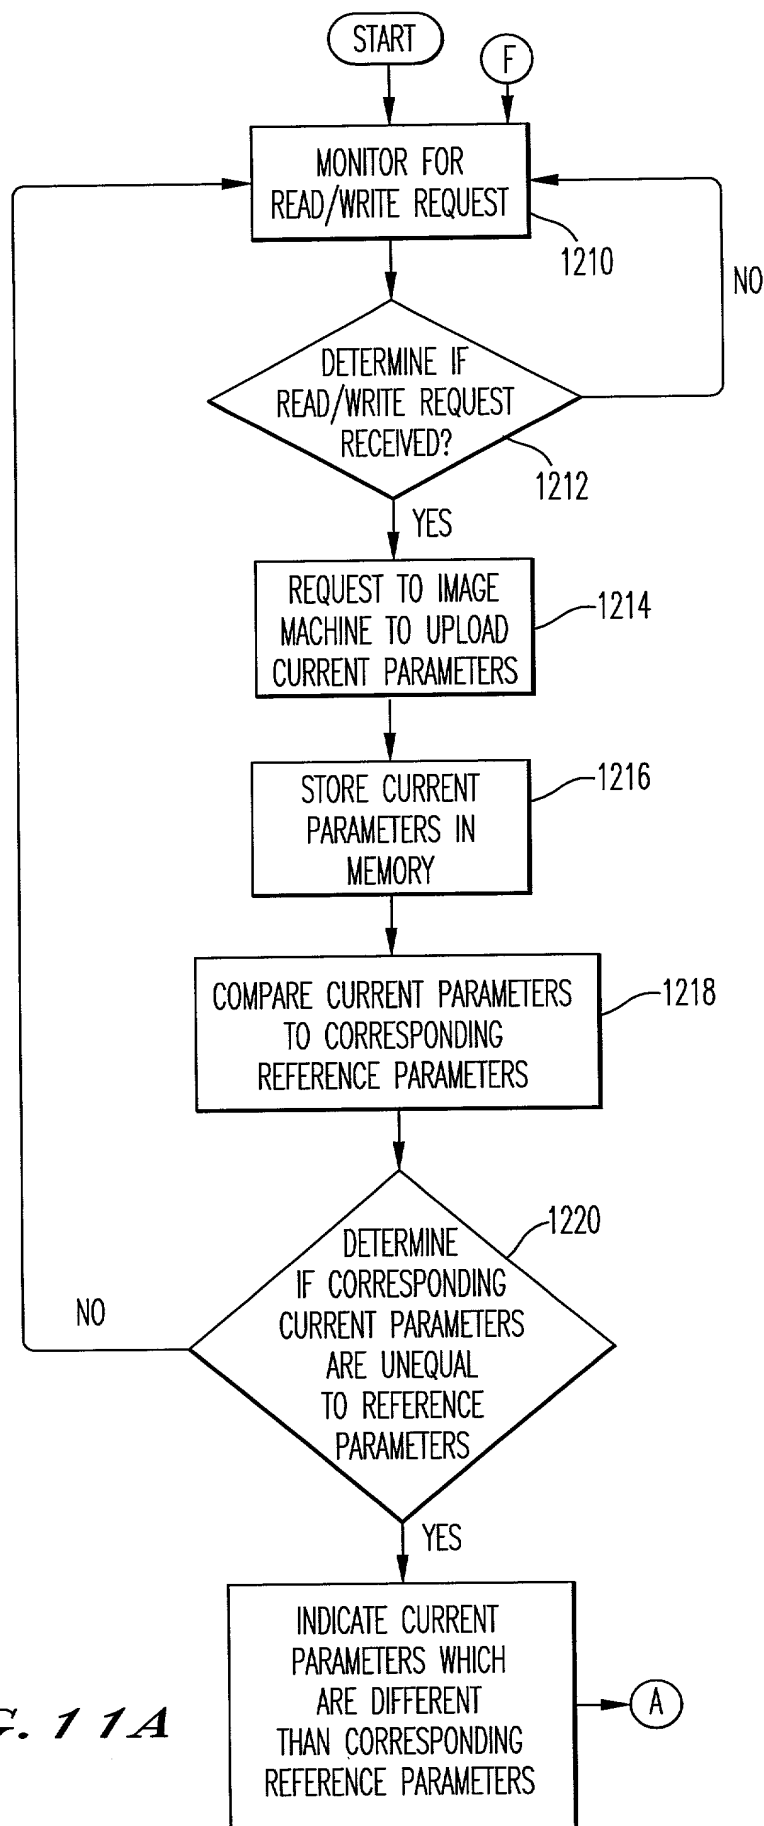 START
F
MONITOR FOR
READ/WRITE REQUEST
1210
NO
DETERMINE IF
READ/WRITE REQUEST
RECEIVED?
1212
YES
REQUEST TO IMAGE
MACHINE TO UPLOAD
CURRENT PARAMETERS
1214
STORE CURRENT
PARAMETERS IN
MEMORY
1216
COMPARE CURRENT PARAMETERS
TO CORRESPONDING
REFERENCE PARAMETERS
1218
DETERMINE
IF CORRESPONDING
CURRENT PARAMETERS
ARE UNEQUAL
TO REFERENCE
PARAMETERS
1220
NO
YES
INDICATE CURRENT
PARAMETERS WHICH
ARE DIFFERENT
THAN CORRESPONDING
REFERENCE PARAMETERS
A
G. 11A